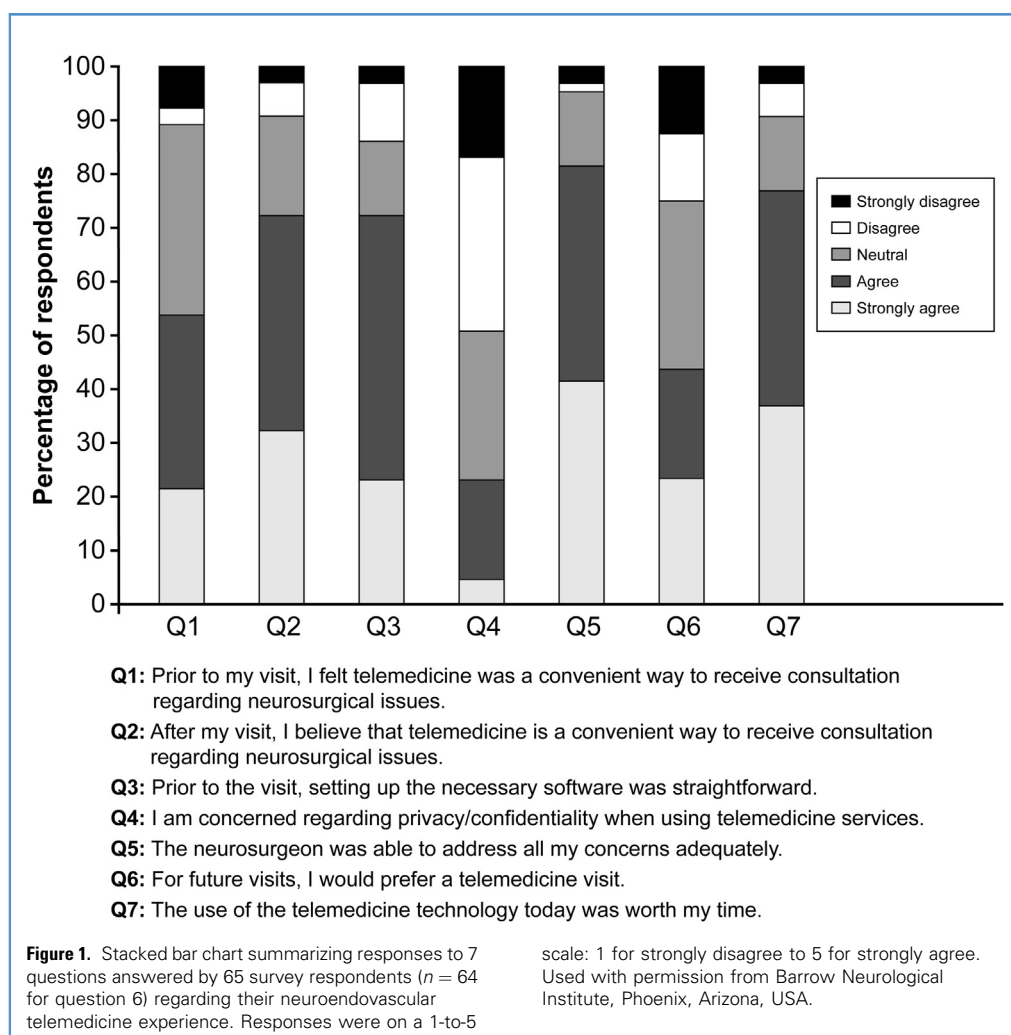 Percentage of respondents
100
90
80
70
60
50
40
30
20
10
0
Q1 Q2 Q3 Q4 Q5 Q6 Q7
Strongly disagree
Disagree
Neutral
Agree
Strongly agree
Q1: Prior to my visit, I felt telemedicine was a convenient way to receive consultation
regarding neurosurgical issues.
Q2: After my visit, I believe that telemedicine is a convenient way to receive consultation
regarding neurosurgical issues.
Q3: Prior to the visit, setting up the necessary software was straightforward.
Q4: I am concerned regarding privacy/confidentiality when using telemedicine services.
Q5: The neurosurgeon was able to address all my concerns adequately.
Q6: For future visits, I would prefer a telemedicine visit.
Q7: The use of the telemedicine technology today was worth my time.
Figure 1. Stacked bar chart summarizing responses to 7
questions answered by 65 survey respondents (n = 64
for question 6) regarding their neuroendovascular
telemedicine experience. Responses were on a 1-to-5
scale: 1 for strongly disagree to 5 for strongly agree.
Used with permission from Barrow Neurological
Institute, Phoenix, Arizona, USA.